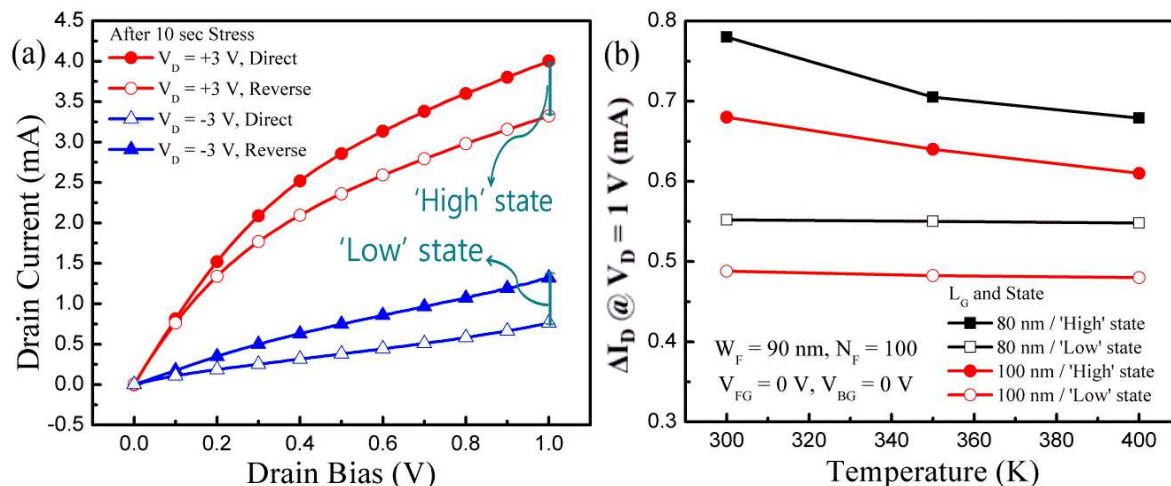 (a)
After 10 sec Stress
V_D = +3 V, Direct
V_D = +3 V, Reverse
V_D = -3 V, Direct
V_D = -3 V, Reverse
'High' state
'Low' state
Drain Current (mA)
4.5
4.0
3.5
3.0
2.5
2.0
1.5
1.0
0.5
0.0
-0.5
0.0 0.2 0.4 0.6 0.8 1.0
Drain Bias (V)
(b)
ΔI_D @ V_D = 1 V (mA)
0.8
0.7
0.6
0.5
0.4
0.3
L_G and State
80 nm / 'High' state
80 nm / 'Low' state
100 nm / 'High' state
100 nm / 'Low' state
W_F = 90 nm, N_F = 100
V_FG = 0 V, V_BG = 0 V
300 320 340 360 380 400
Temperature (K)